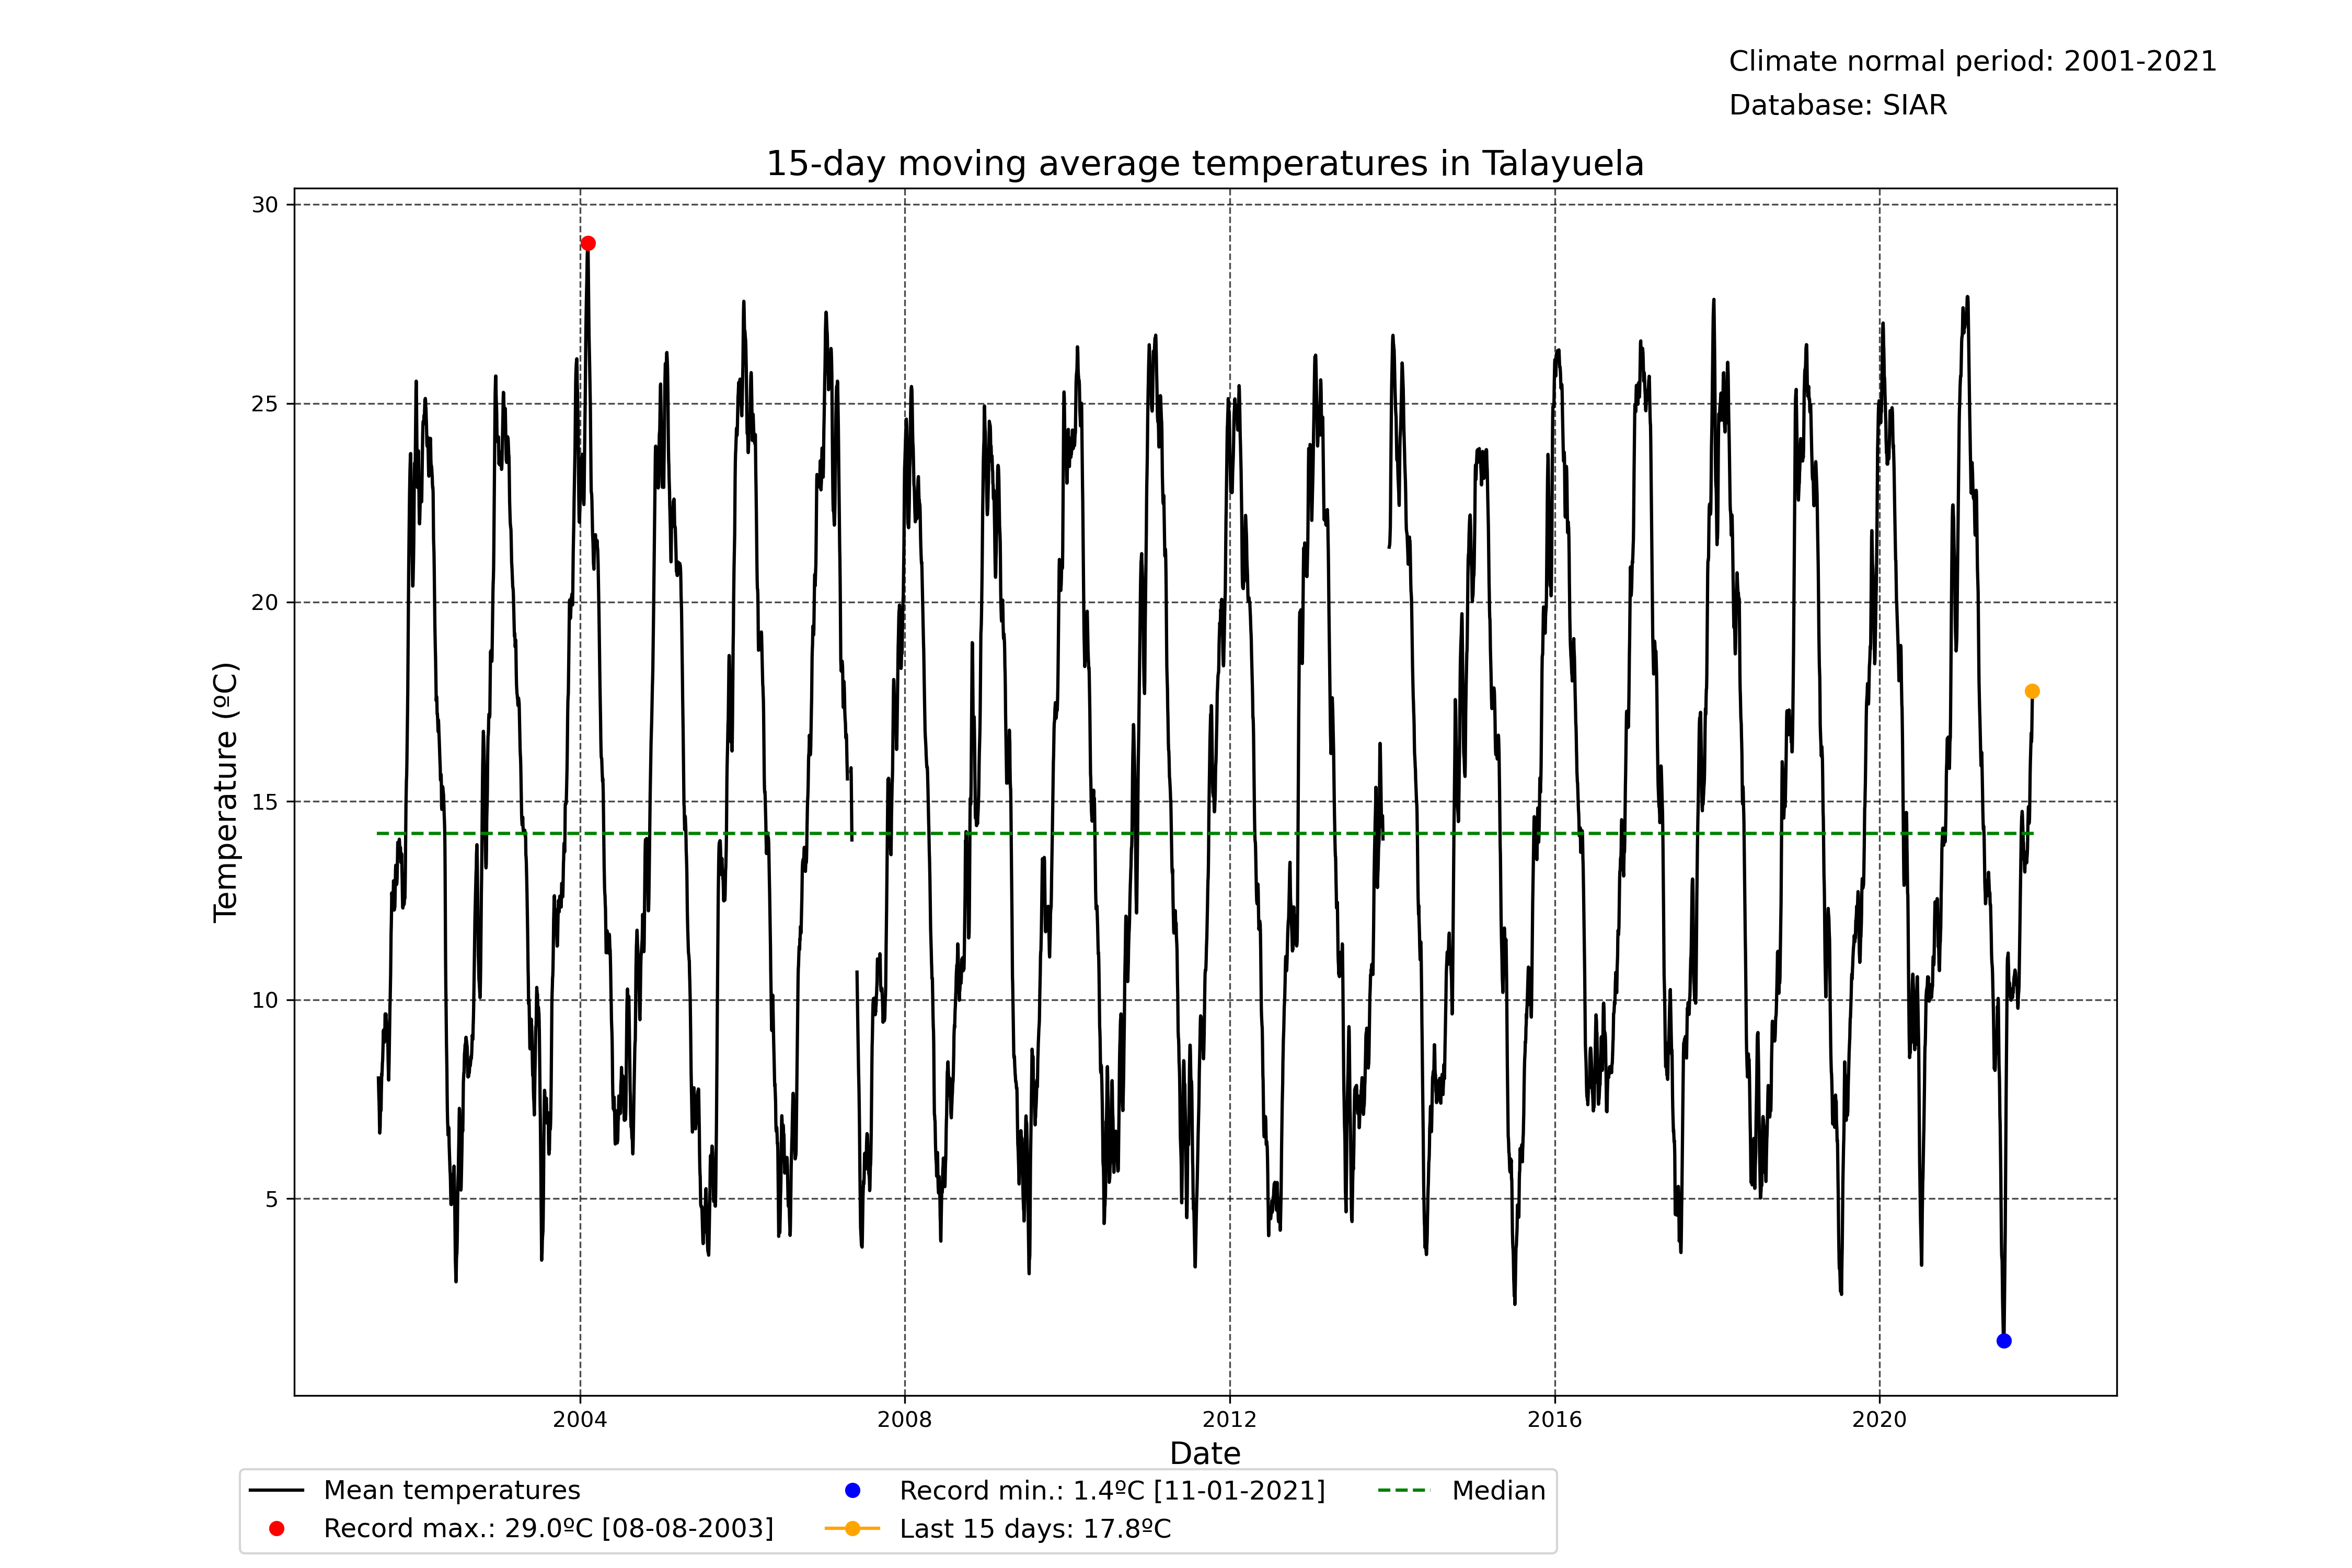 Climate normal period: 2001-2021
Database: SIAR
15-day moving average temperatures in Talayuela
30
25
20
15
10
5
Temperature (ºC)
2004 2008 2012 2016 2020
Date
Mean temperatures
Record max.: 29.0ºC [08-08-2003]
Record min.: 1.4ºC [11-01-2021]
Last 15 days: 17.8ºC
Median